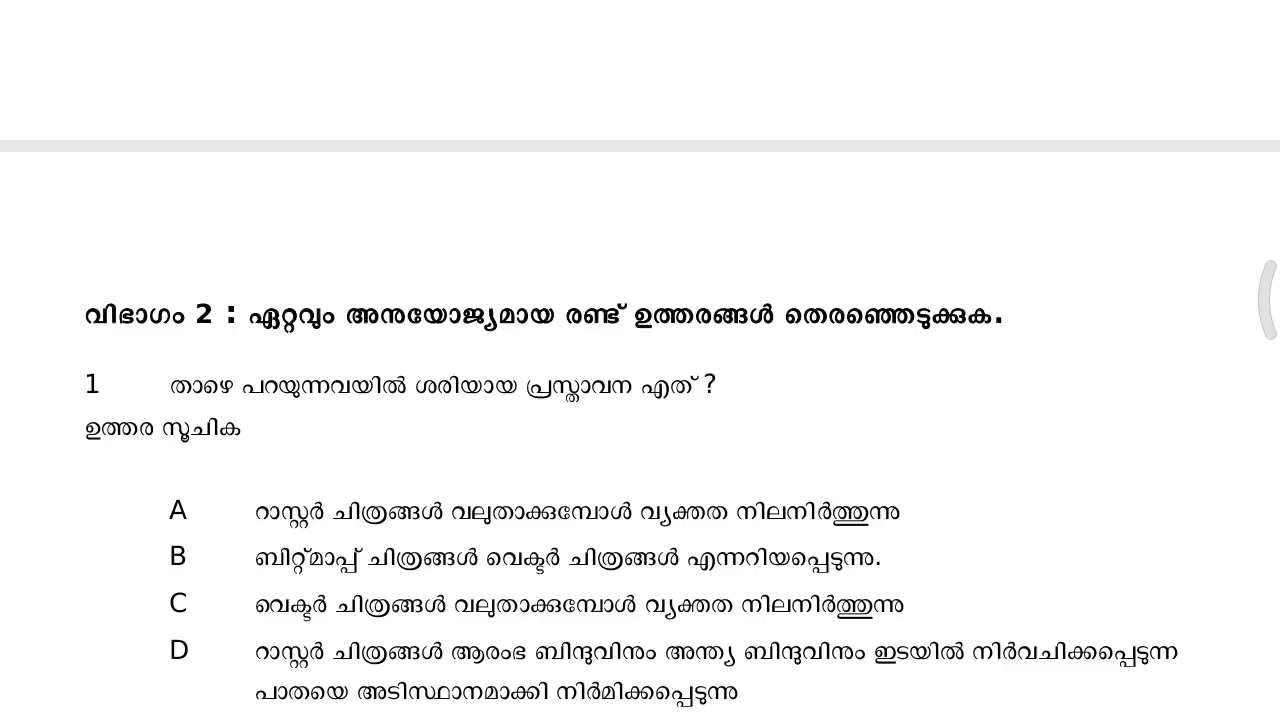 വിഭാഗം 2 : ഏറ്റവും അനുയോജ്യമായ രണ്ട് ഉത്തരങ്ങൾ തെരഞ്ഞെടുക്കുക.
1 താഴെ പറയുന്നവയിൽ ശരിയായ പ്രസ്താവന എത് ?
ഉത്തര സൂചിക
A റാസ്റ്റർ ചിത്രങ്ങൾ വലുതാക്കുമ്പോൾ വ്യക്തത നിലനിർത്തുന്നു
B ബിറ്റ്മാപ്പ് ചിത്രങ്ങൾ വെക്ടർ ചിത്രങ്ങൾ എന്നറിയപ്പെടുന്നു.
C വെക്ടർ ചിത്രങ്ങൾ വലുതാക്കുമ്പോൾ വ്യക്തത നിലനിർത്തുന്നു
D റാസ്റ്റർ ചിത്രങ്ങൾ ആരംഭ ബിന്ദുവിനും അന്ത്യ ബിന്ദുവിനും ഇടയിൽ നിർവചിക്കപ്പെടുന്ന
പാതയെ അടിസ്ഥാനമാക്കി നിർമിക്കപ്പെടുന്നു